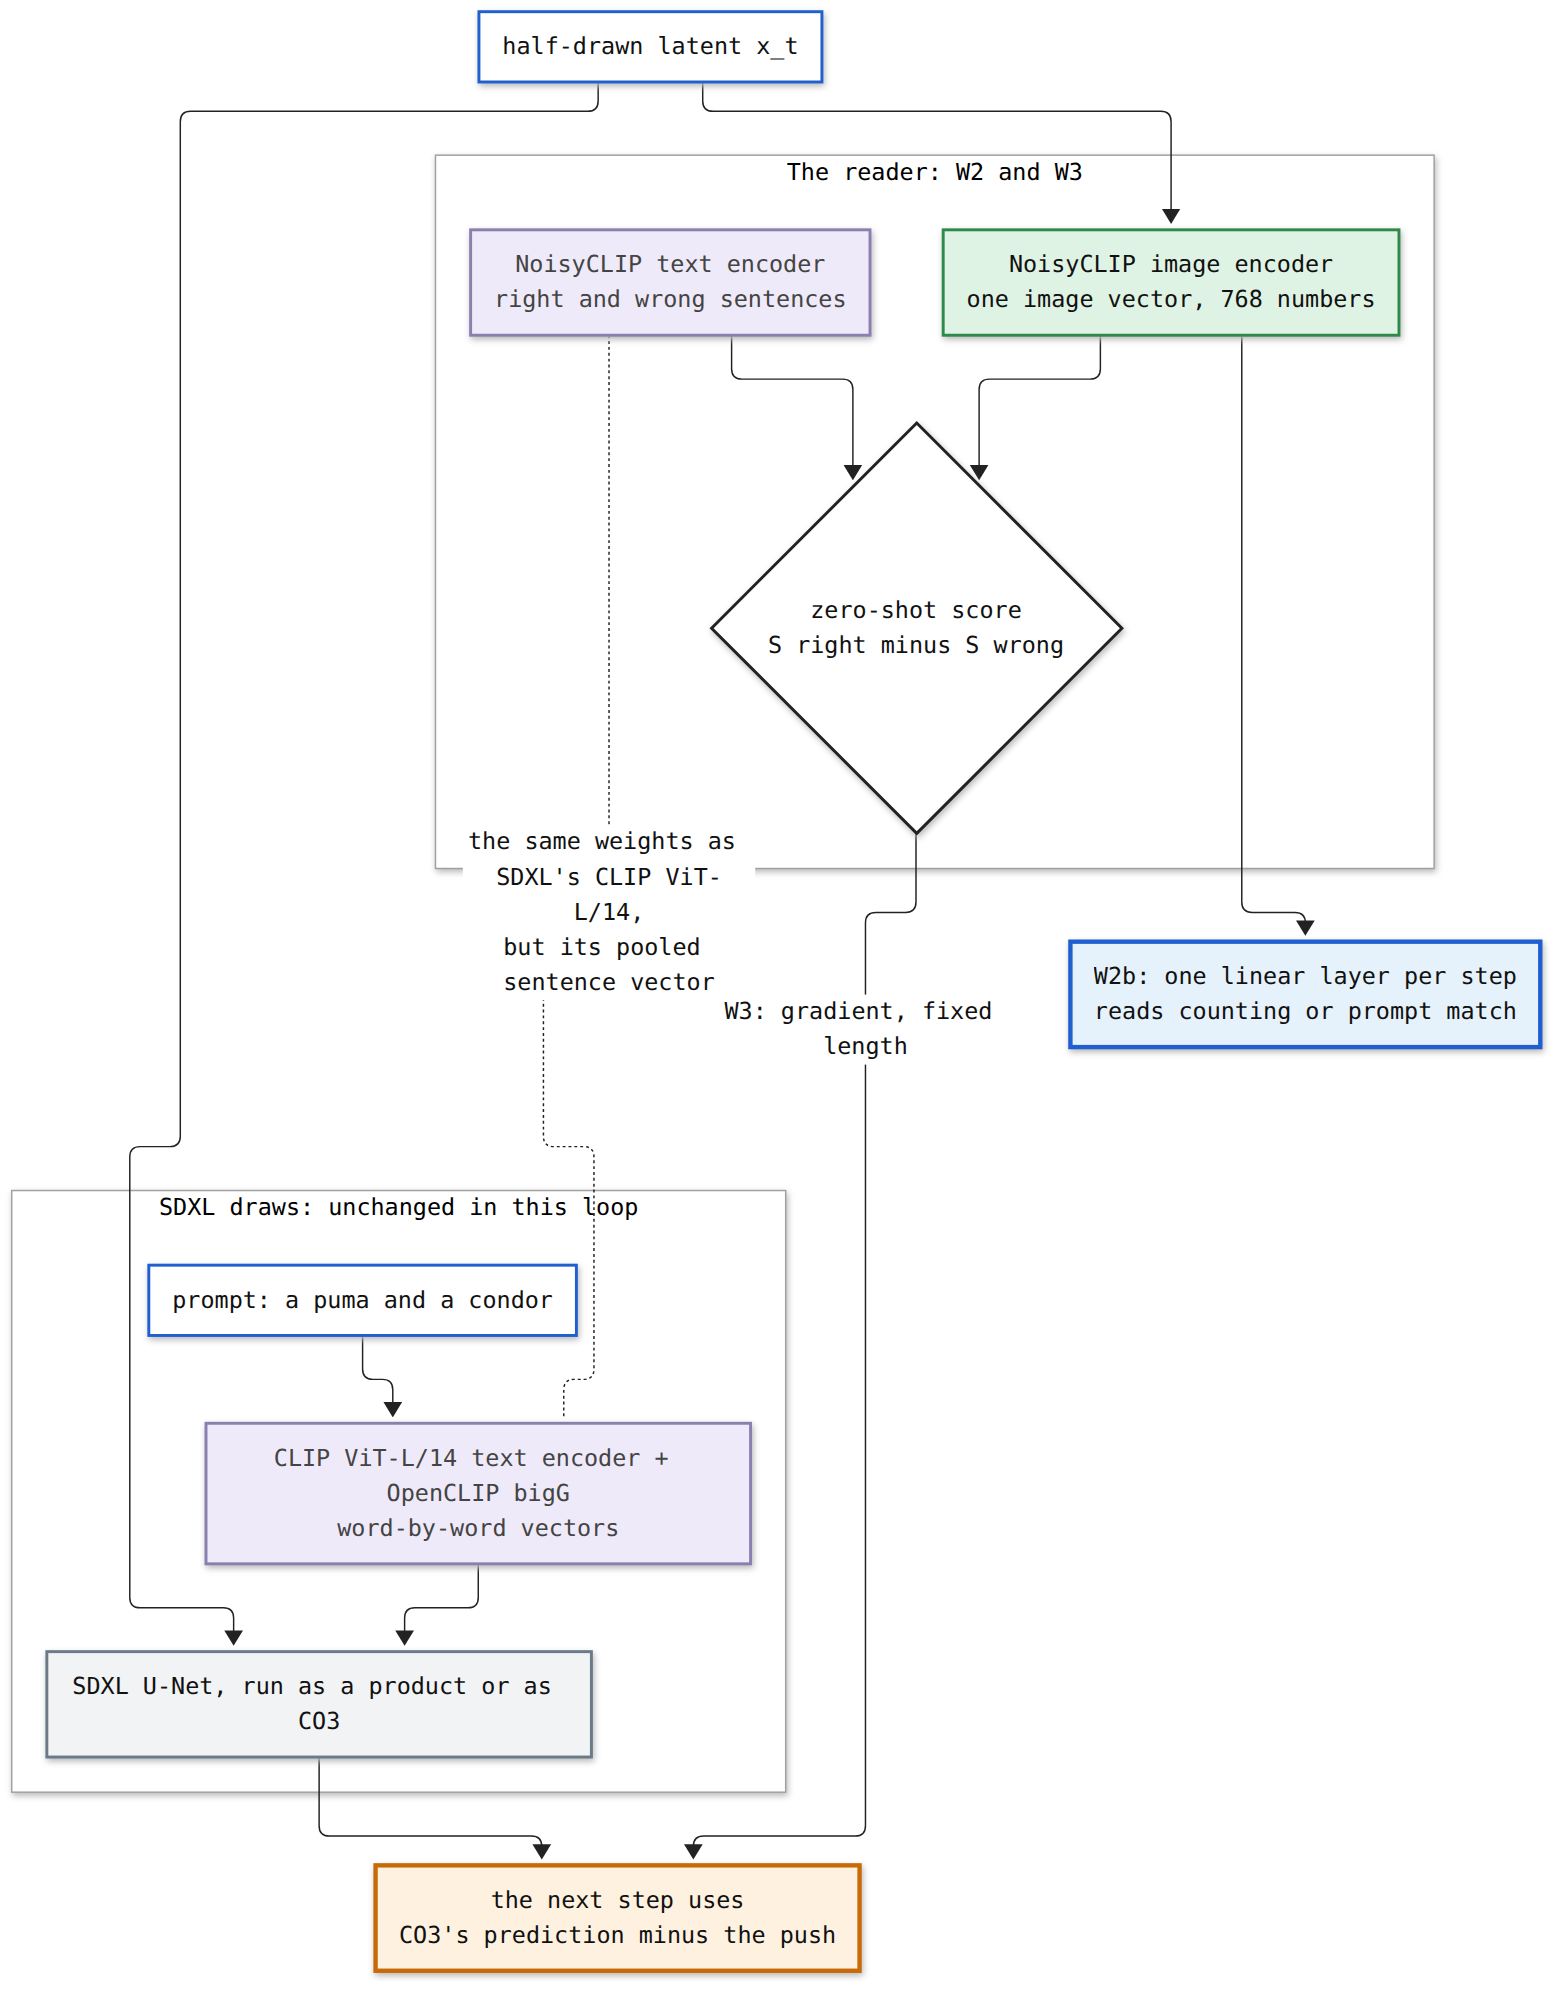 half-drawn latent x_t
The reader: W2 and W3
NoisyCLIP text encoder
right and wrong sentences
NoisyCLIP image encoder
one image vector, 768 numbers
zero-shot score
S right minus S wrong
the same weights as
SDXL's CLIP ViT-
L/14,
but its pooled
sentence vector
W3: gradient, fixed
length
W2b: one linear layer per step
reads counting or prompt match
SDXL draws: unchanged in this loop
prompt: a puma and a condor
CLIP ViT-L/14 text encoder +
OpenCLIP bigG
word-by-word vectors
SDXL U-Net, run as a product or as
CO3
the next step uses
CO3's prediction minus the push